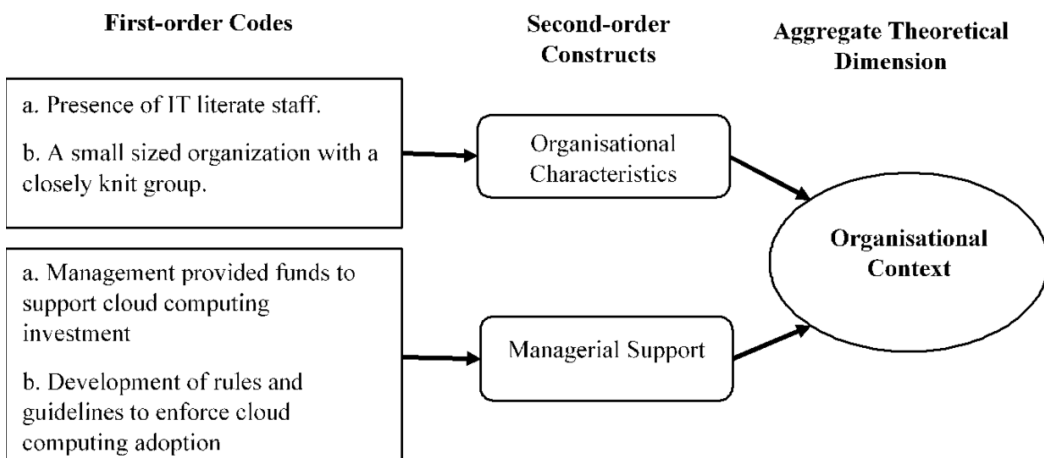 First-order Codes
Second-order
Constructs
Aggregate Theoretical
Dimension
a. Presence of IT literate staff.
b. A small sized organization with a
closely knit group.
Organisational
Characteristics
a. Management provided funds to
support cloud computing
investment
b. Development of rules and
guidelines to enforce cloud
computing adoption
Managerial Support
Organisational
Context